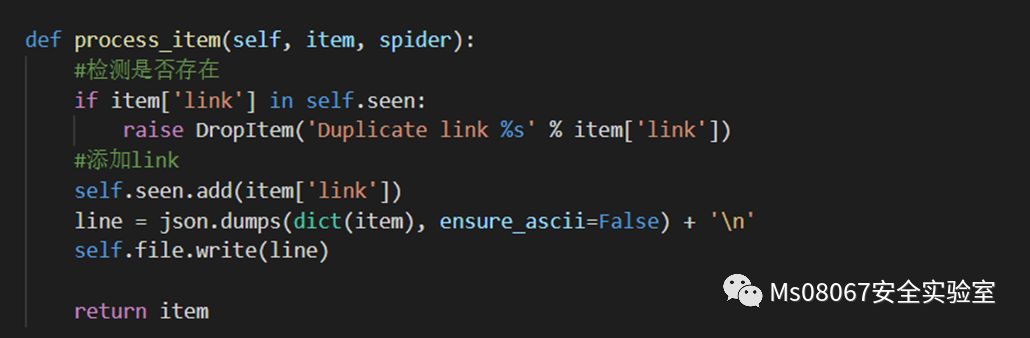 def process_item(self, item, spider):
    #检测是否存在
    if item['link'] in self.seen:
        raise DropItem('Duplicate link %s' % item['link'])
    #添加link
    self.seen.add(item['link'])
    line = json.dumps(dict(item), ensure_ascii=False) + '\n'
    self.file.write(line)
    return item
Ms08067安全实验室